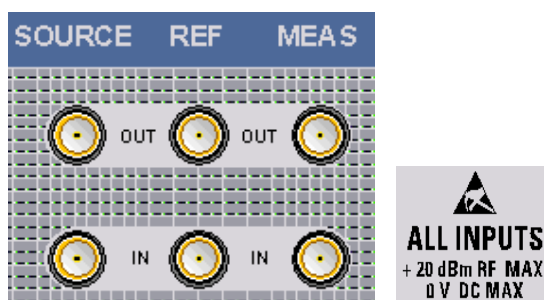 SOURCE REF MEAS
OUT OUT
IN IN
ALL INPUTS
+ 20 dBm RF MAX
0 V DC MAX